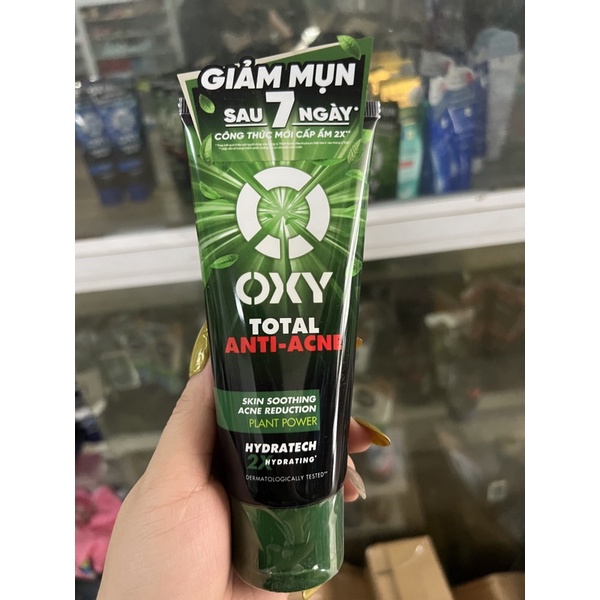 GIẢM MỤN
SAU 7 NGÀY*
CÔNG THỨC MỚI CẤP ẨM 2X**
OXY
TOTAL
ANTI-ACNE
SKIN SOOTHING
ACNE REDUCTION
PLANT POWER
HYDRATECH
2X HYDRATING*
DERMATOLOGICALLY TESTED**